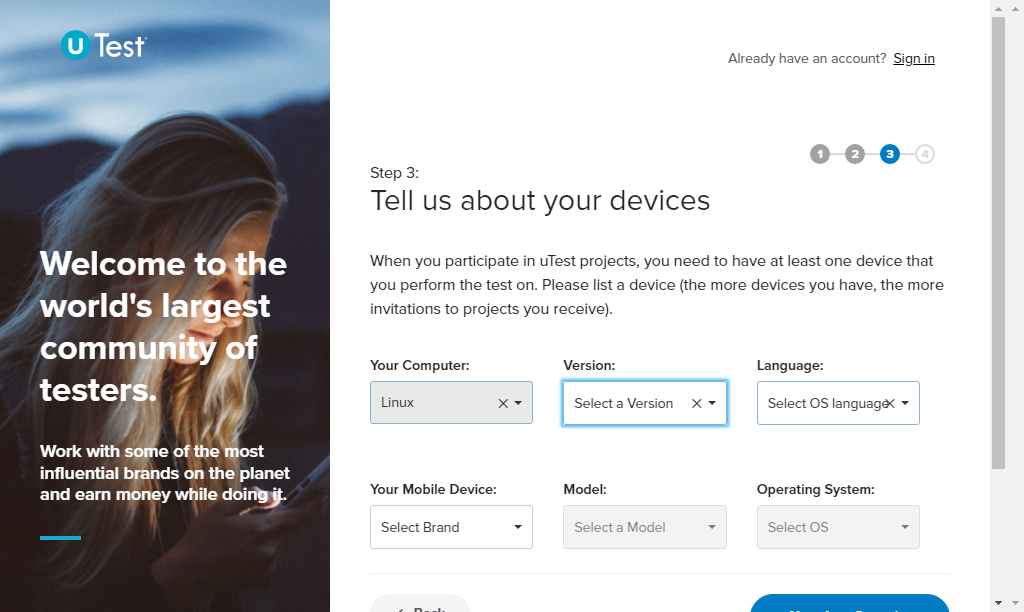 U Test
Already have an account? Sign in
1 2 3 4
Step 3:
Tell us about your devices
Welcome to the
world's largest
community of
testers.
Work with some of the most
influential brands on the planet
and earn money while doing it.
When you participate in uTest projects, you need to have at least one device that
you perform the test on. Please list a device (the more devices you have, the more
invitations to projects you receive).
Your Computer: Version: Language:
Linux Select a Version Select OS language
Your Mobile Device: Model: Operating System:
Select Brand Select a Model Select OS
Back